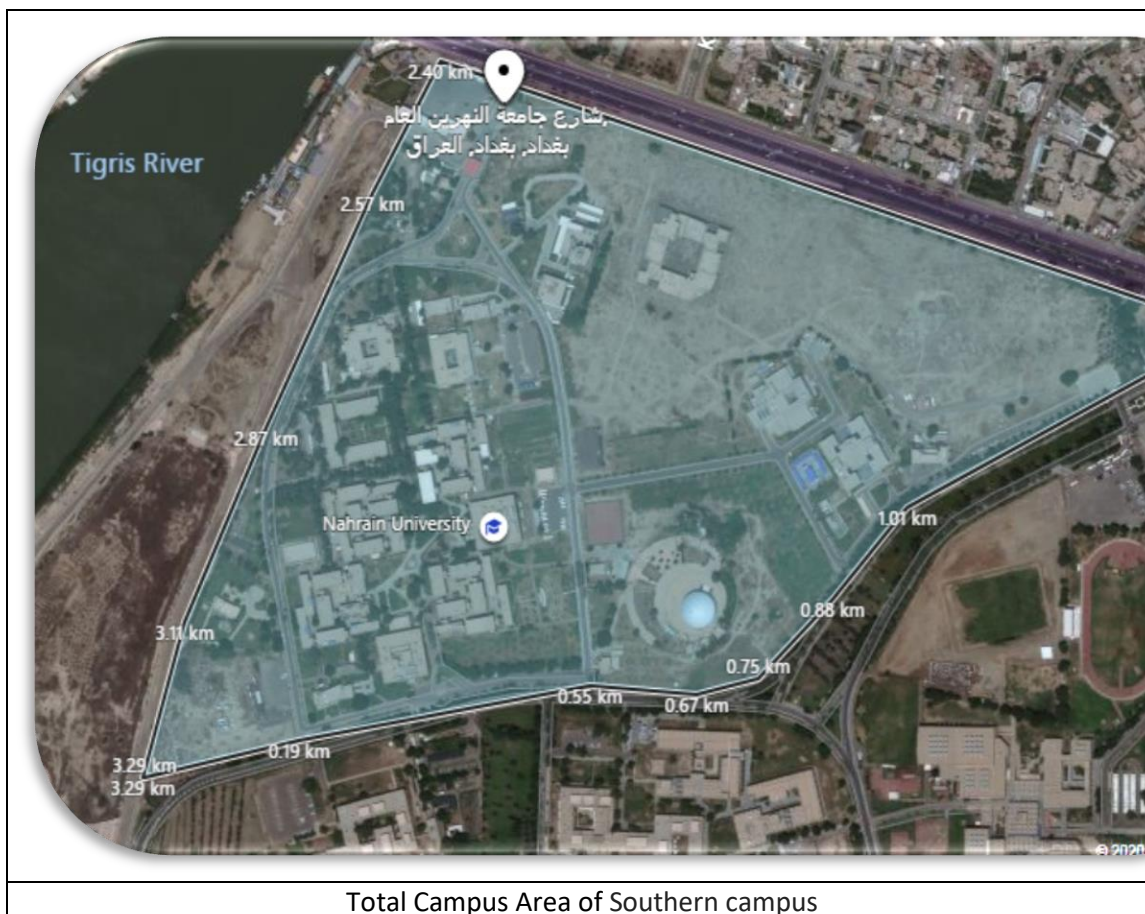 2.40 km
شارع جامعة النهرين العام,
بغداد, بغداد, العراق
Tigris River
2.57 km
2.87 km
Nahrain University
1.01 km
0.88 km
3.11 km
0.75 km
0.55 km
0.67 km
0.19 km
3.29 km
3.29 km
© 2020
Total Campus Area of Southern campus